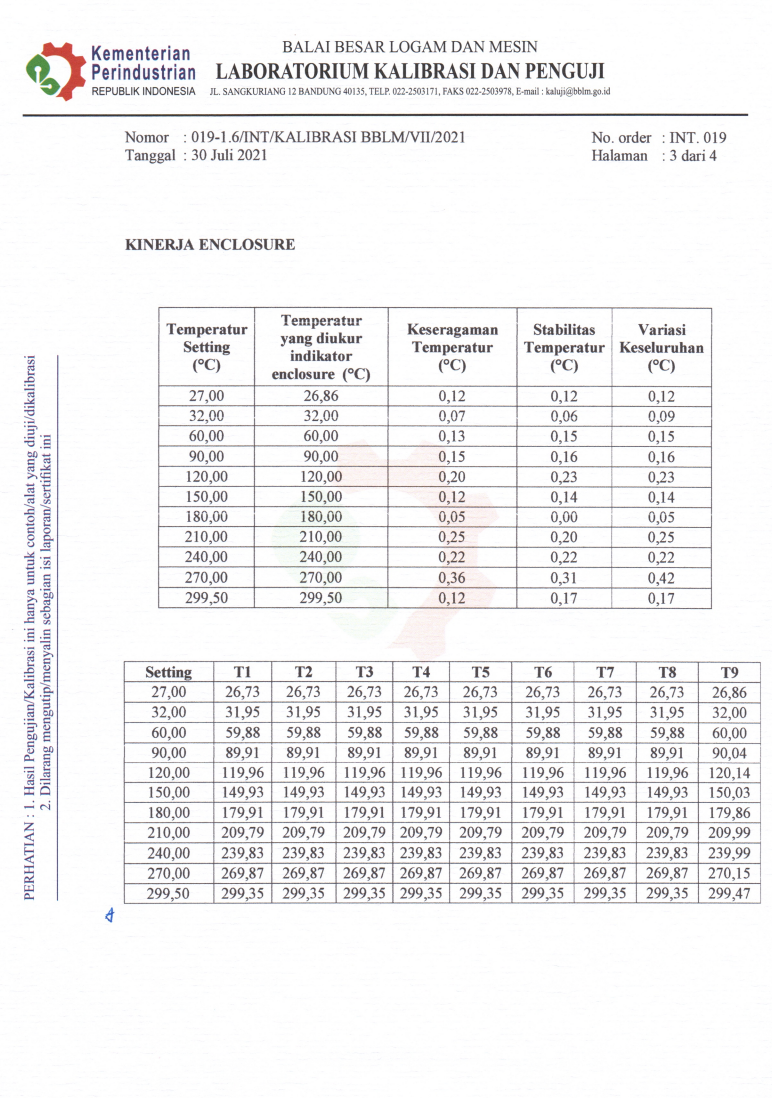 Kementerian
Perindustrian
REPUBLIK INDONESIA
BALAI BESAR LOGAM DAN MESIN
LABORATORIUM KALIBRASI DAN PENGUJI
JL. SANGKURIANG 12 BANDUNG 40135, TELP. 022-2503171, FAKS 022-2503978, E-mail : kaluji@bblm.go.id
Nomor : 019-1.6/INT/KALIBRASI BBLM/VII/2021 No. order : INT. 019
Tanggal : 30 Juli 2021 Halaman : 3 dari 4
KINERJA ENCLOSURE
Temperatur Setting (°C) Temperatur yang diukur indikator enclosure (°C) Keseragaman Temperatur (°C) Stabilitas Temperatur (°C) Variasi Keseluruhan (°C)
27,00 26,86 0,12 0,12 0,12
32,00 32,00 0,07 0,06 0,09
60,00 60,00 0,13 0,15 0,15
90,00 90,00 0,15 0,16 0,16
120,00 120,00 0,20 0,23 0,23
150,00 150,00 0,12 0,14 0,14
180,00 180,00 0,05 0,00 0,05
210,00 210,00 0,25 0,20 0,25
240,00 240,00 0,22 0,22 0,22
270,00 270,00 0,36 0,31 0,42
299,50 299,50 0,12 0,17 0,17
Setting T1 T2 T3 T4 T5 T6 T7 T8 T9
27,00 26,73 26,73 26,73 26,73 26,73 26,73 26,73 26,73 26,86
32,00 31,95 31,95 31,95 31,95 31,95 31,95 31,95 31,95 32,00
60,00 59,88 59,88 59,88 59,88 59,88 59,88 59,88 59,88 60,00
90,00 89,91 89,91 89,91 89,91 89,91 89,91 89,91 89,91 90,04
120,00 119,96 119,96 119,96 119,96 119,96 119,96 119,96 119,96 120,14
150,00 149,93 149,93 149,93 149,93 149,93 149,93 149,93 149,93 150,03
180,00 179,91 179,91 179,91 179,91 179,91 179,91 179,91 179,91 179,86
210,00 209,79 209,79 209,79 209,79 209,79 209,79 209,79 209,79 209,99
240,00 239,83 239,83 239,83 239,83 239,83 239,83 239,83 239,83 239,99
270,00 269,87 269,87 269,87 269,87 269,87 269,87 269,87 269,87 270,15
299,50 299,35 299,35 299,35 299,35 299,35 299,35 299,35 299,35 299,47
PERHATIAN : 1. Hasil Pengujian/Kalibrasi ini hanya untuk contoh/alat yang diuji/dikalibrasi
2. Dilarang mengutip/menyalin sebagian isi laporan/sertifikat ini